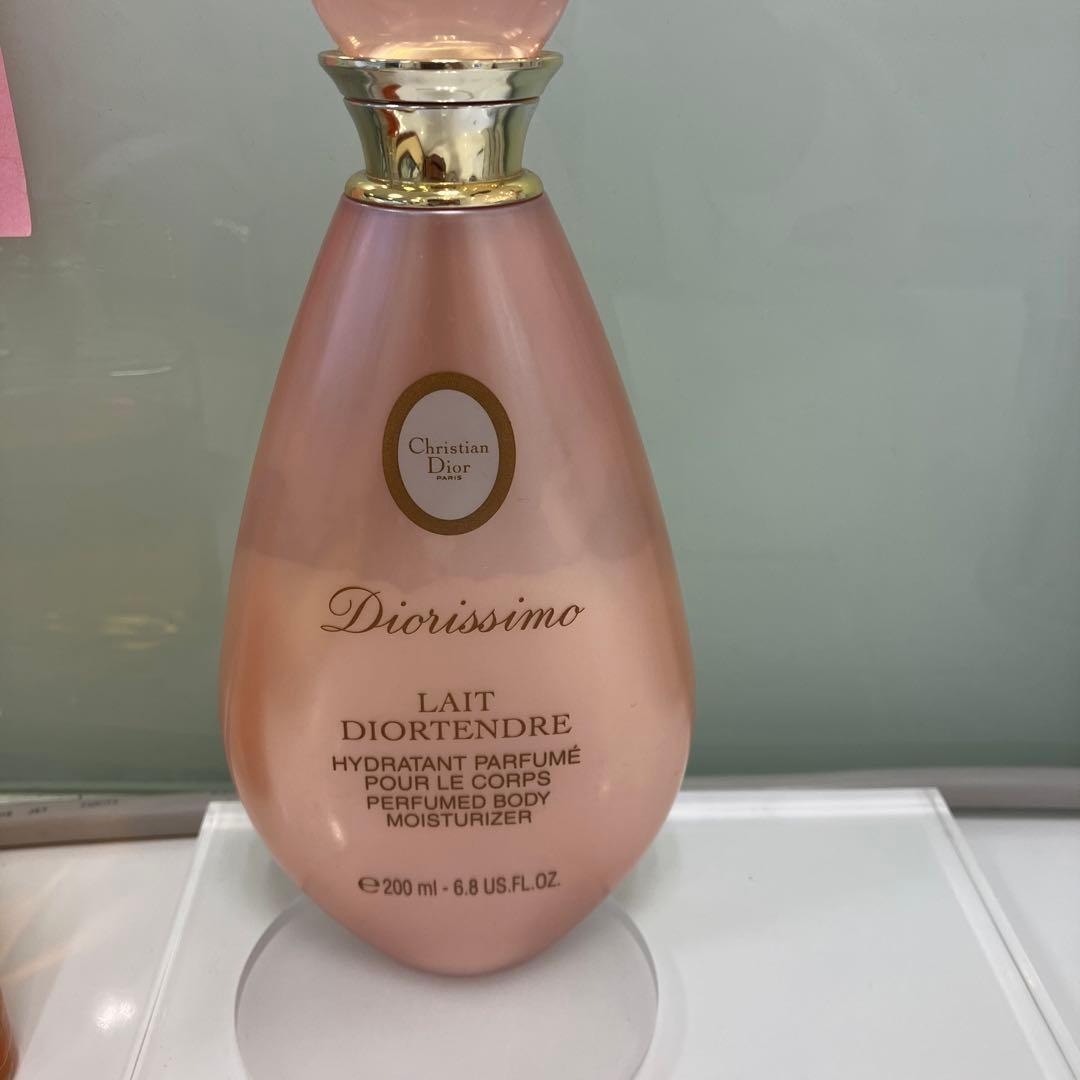 Christian
Dior
PARIS
Diorissimo
LAIT
DIORTENDRE
HYDRATANT PARFUMÉ
POUR LE CORPS
PERFUMED BODY
MOISTURIZER
℮ 200 ml - 6.8 US.FL.OZ.